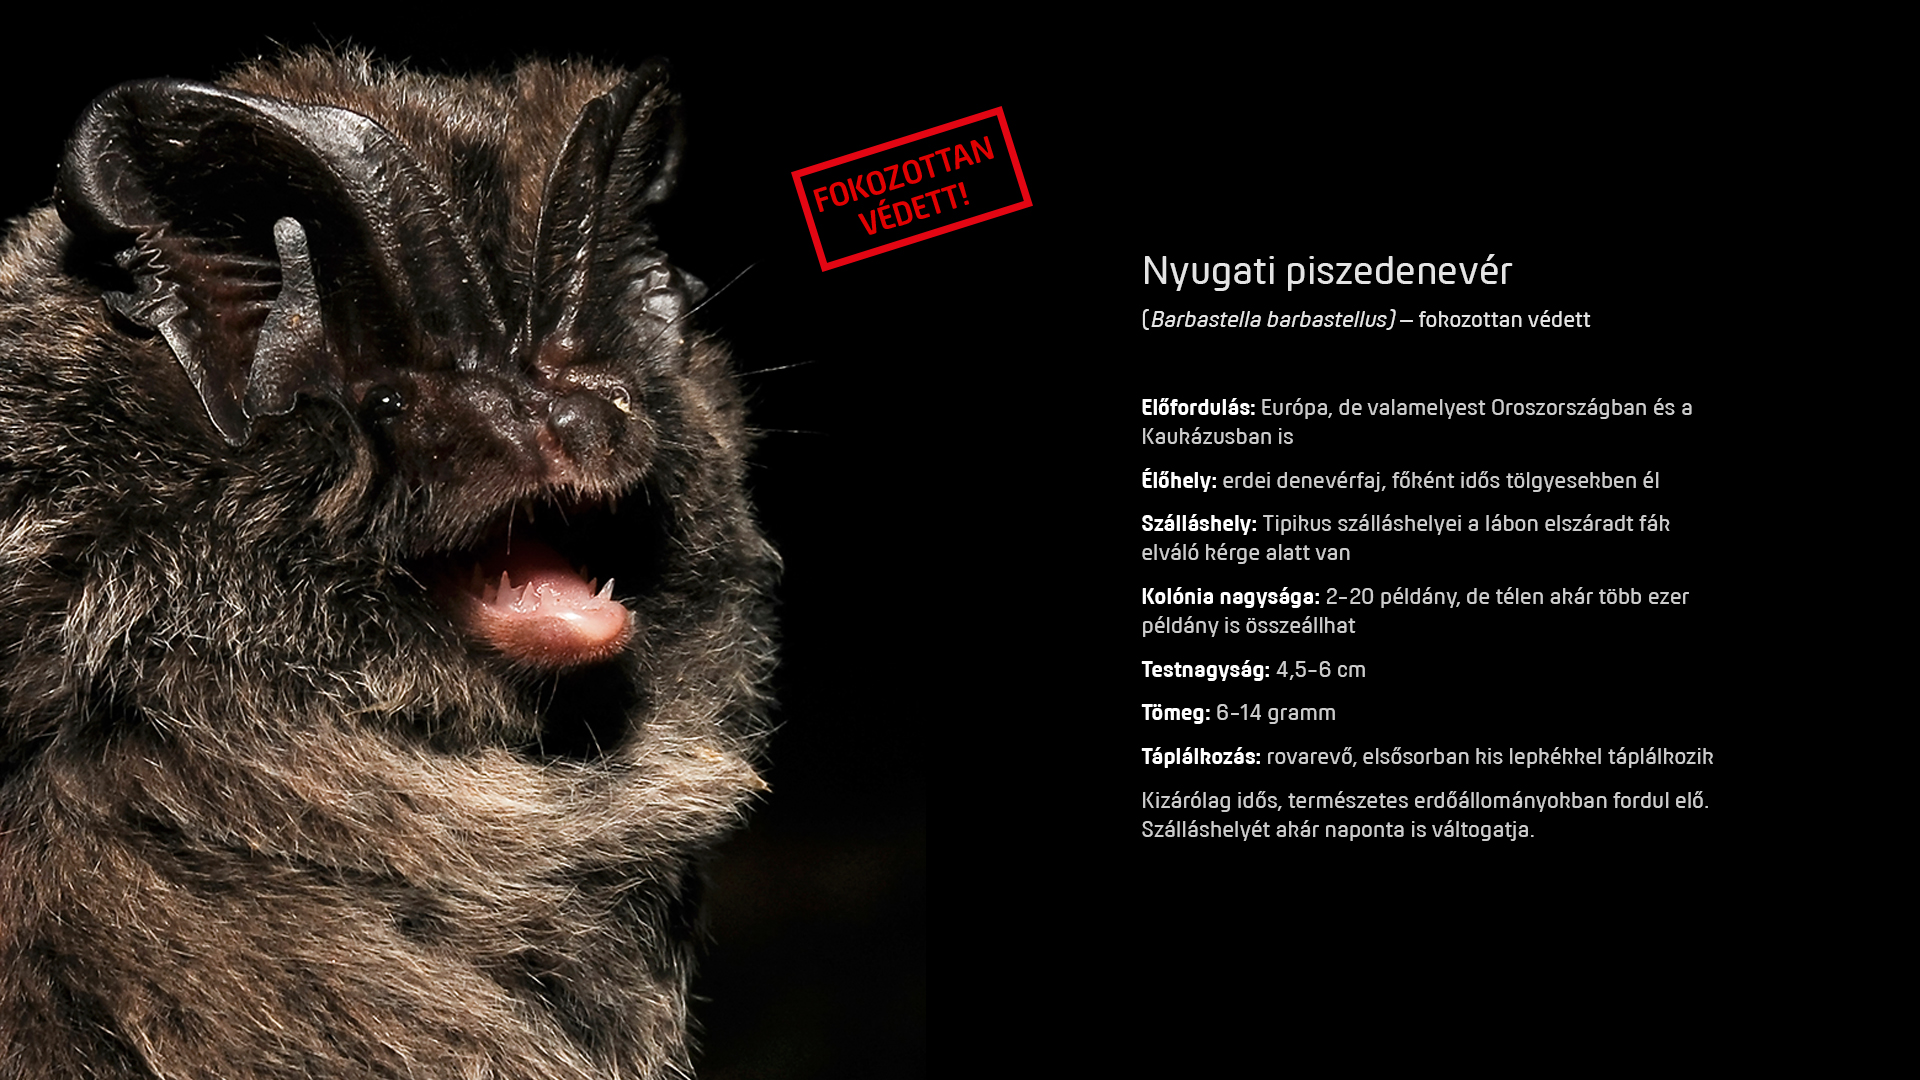 FOKOZOTTAN
VÉDETT!
Nyugati piszedenevér
(Barbastella barbastellus) – fokozottan védett
Előfordulás: Európa, de valamelyest Oroszországban és a
Kaukázusban is
Élőhely: erdei denevérfaj, főként idős tölgyesekben él
Szálláshely: Tipikus szálláshelyei a lábon elszáradt fák
elváló kérge alatt van
Kolónia nagysága: 2-20 példány, de télen akár több ezer
példány is összeállhat
Testnagyság: 4,5-6 cm
Tömeg: 6-14 gramm
Táplálkozás: rovarevő, elsősorban kis lepkékkel táplálkozik
Kizárólag idős, természetes erdőállományokban fordul elő.
Szálláshelyét akár naponta is váltogatja.